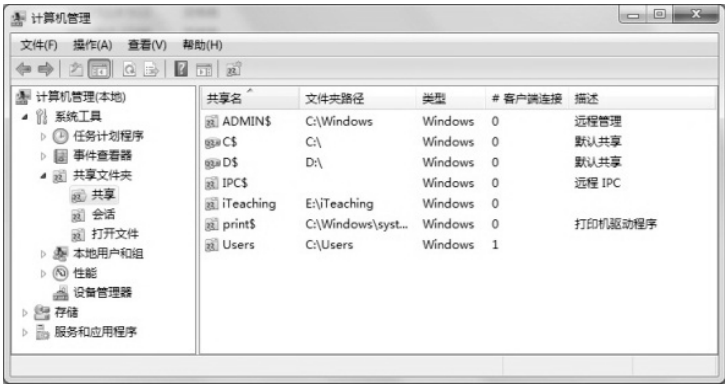 计算机管理
文件(F) 操作(A) 查看(V) 帮助(H)
计算机管理(本地)
系统工具
任务计划程序
事件查看器
共享文件夹
共享
会话
打开文件
本地用户和组
性能
设备管理器
存储
服务和应用程序
共享名 文件夹路径 类型 # 客户端连接 描述
ADMIN$ C:\Windows Windows 0 远程管理
C$ C:\ Windows 0 默认共享
D$ D:\ Windows 0 默认共享
IPC$ Windows 0 远程 IPC
iTeaching E:\iTeaching Windows 0
print$ C:\Windows\syst... Windows 0 打印机驱动程序
Users C:\Users Windows 1